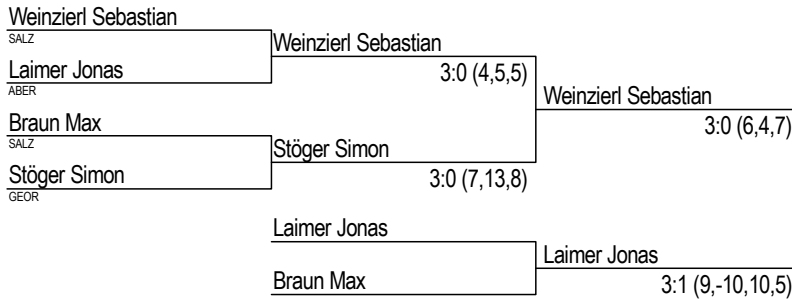 Weinzierl Sebastian
SALZ
Weinzierl Sebastian
Laimer Jonas
3:0 (4,5,5)
ABER
Weinzierl Sebastian
Braun Max
3:0 (6,4,7)
SALZ
Stöger Simon
Stöger Simon
3:0 (7,13,8)
GEOR
Laimer Jonas
Laimer Jonas
Braun Max
3:1 (9,-10,10,5)